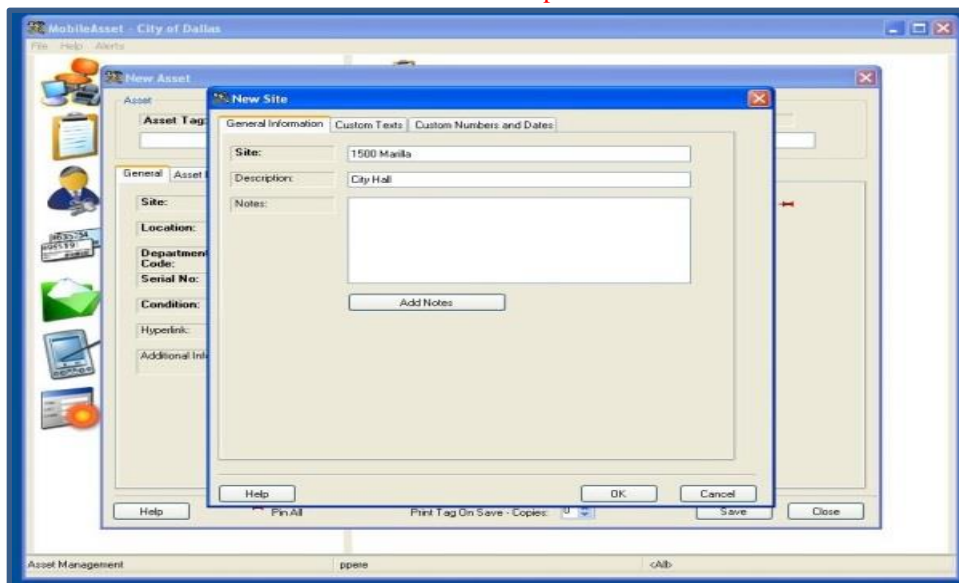 MobileAsset - City of Dallas
File Help Alerts
New Asset
Asset
Asset Tag:
General Asset
Site:
Location:
Department
Code:
Serial No:
Condition:
Hyperlink:
Additional
New Site
General Information Custom Texts Custom Numbers and Dates
Site: 1500 Marilla
Description: City Hall
Notes:
Add Notes
Help OK Cancel
Help Pin All Print Tag On Save - Copies: 0 Save Close
Asset Management ppere <All>